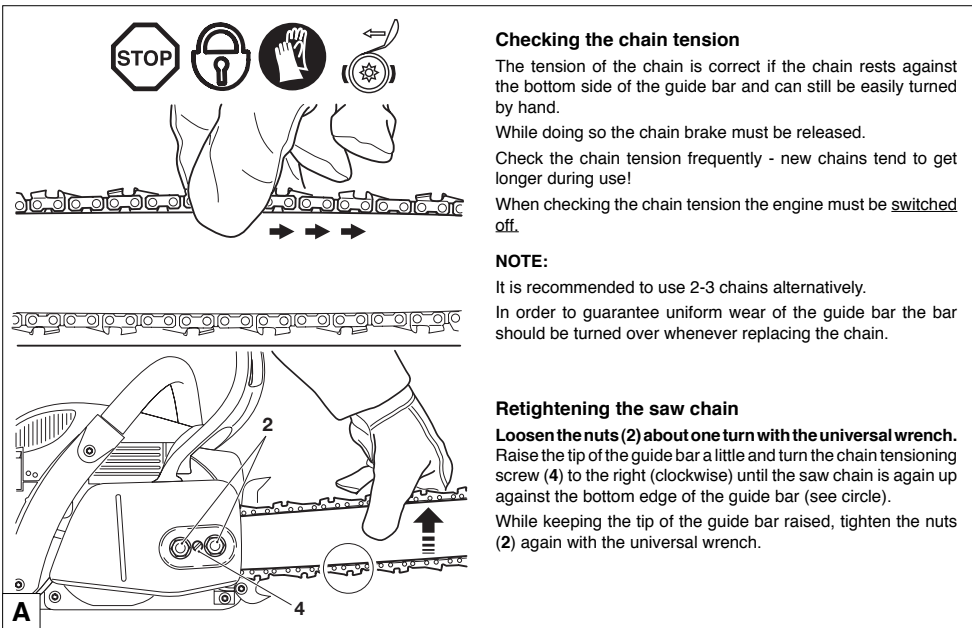 STOP
Checking the chain tension
The tension of the chain is correct if the chain rests against
the bottom side of the guide bar and can still be easily turned
by hand.
While doing so the chain brake must be released.
Check the chain tension frequently - new chains tend to get
longer during use!
When checking the chain tension the engine must be switched
off.
NOTE:
It is recommended to use 2-3 chains alternatively.
In order to guarantee uniform wear of the guide bar the bar
should be turned over whenever replacing the chain.
Retightening the saw chain
Loosen the nuts (2) about one turn with the universal wrench.
Raise the tip of the guide bar a little and turn the chain tensioning
screw (4) to the right (clockwise) until the saw chain is again up
against the bottom edge of the guide bar (see circle).
While keeping the tip of the guide bar raised, tighten the nuts
(2) again with the universal wrench.
2
4
A